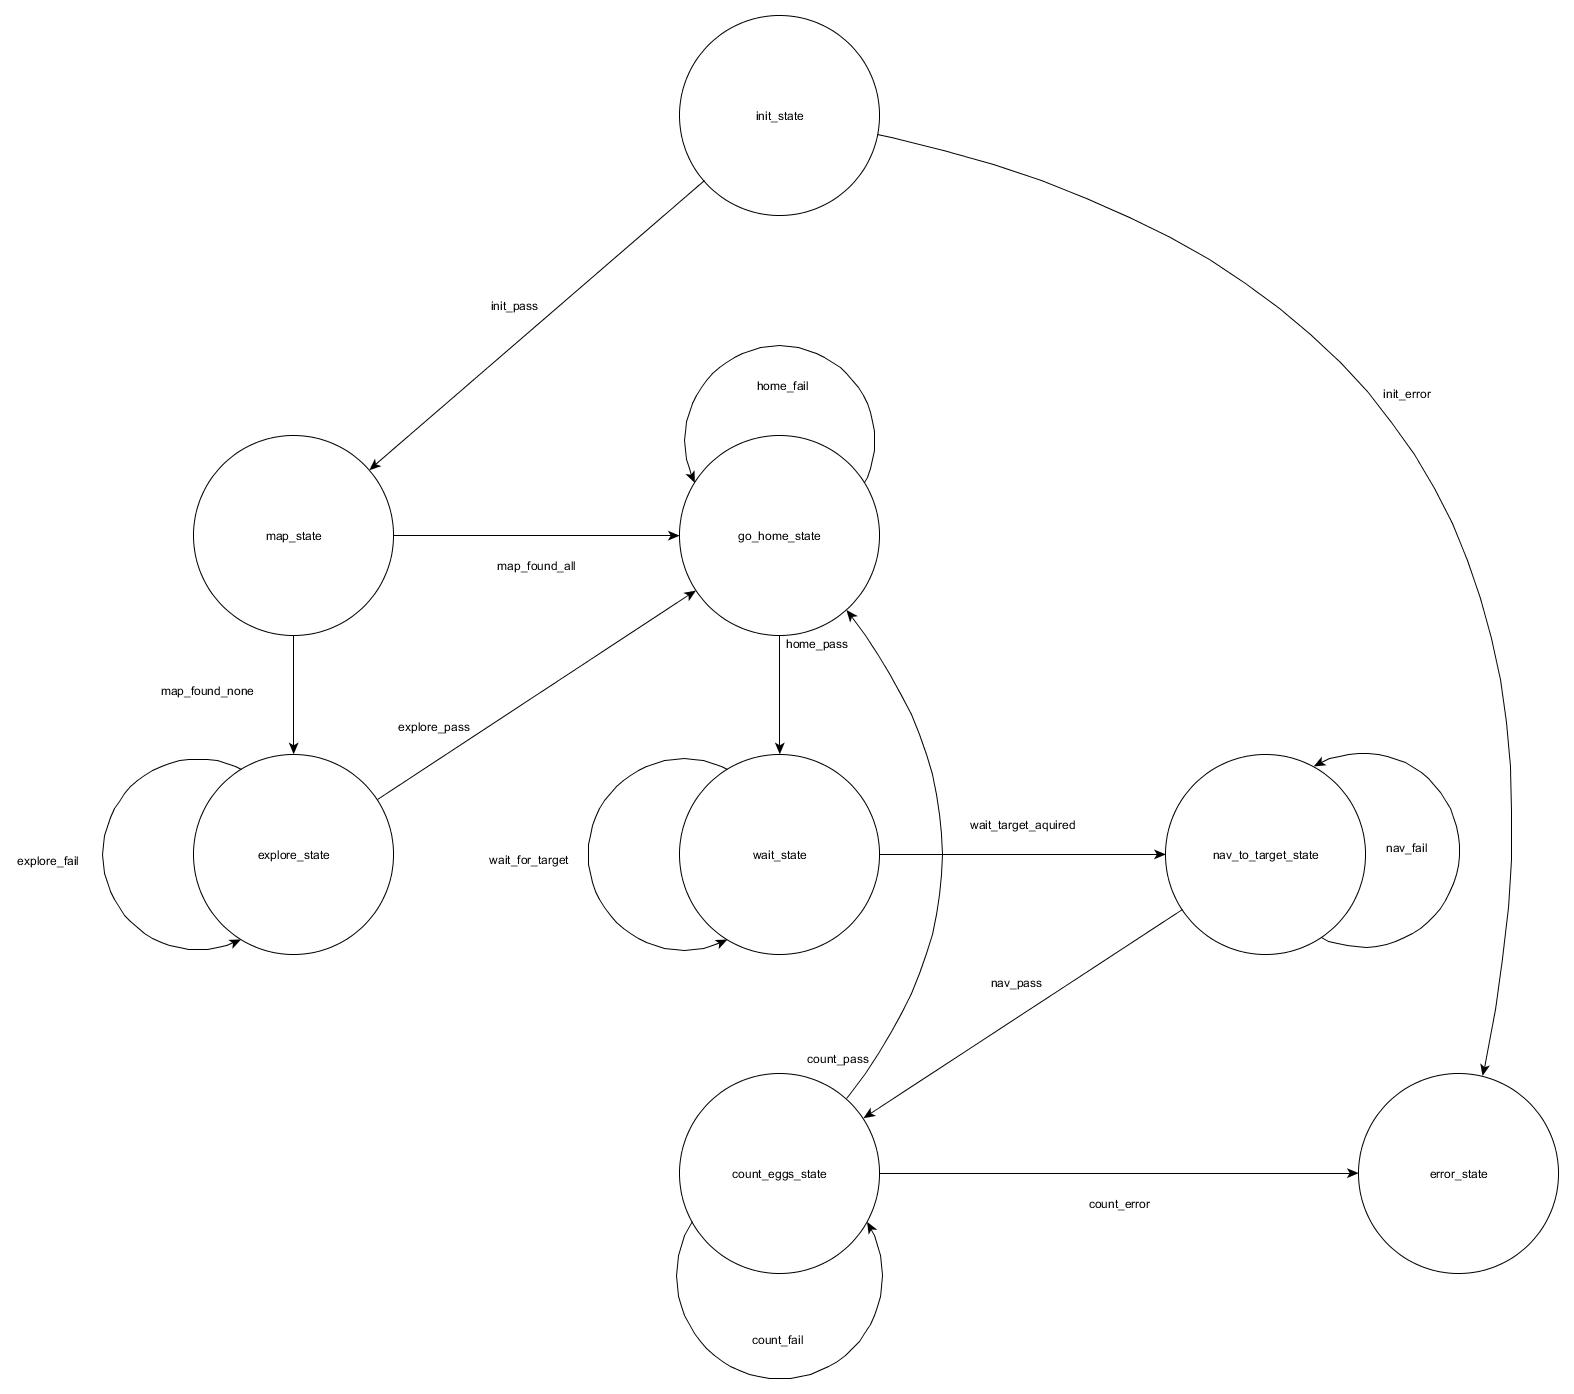 init_state
init_pass
home_fail
init_error
map_state
go_home_state
map_found_all
home_pass
map_found_none
explore_pass
wait_target_aquired
explore_fail
explore_state
wait_for_target
wait_state
nav_to_target_state
nav_fail
nav_pass
count_pass
count_eggs_state
error_state
count_error
count_fail